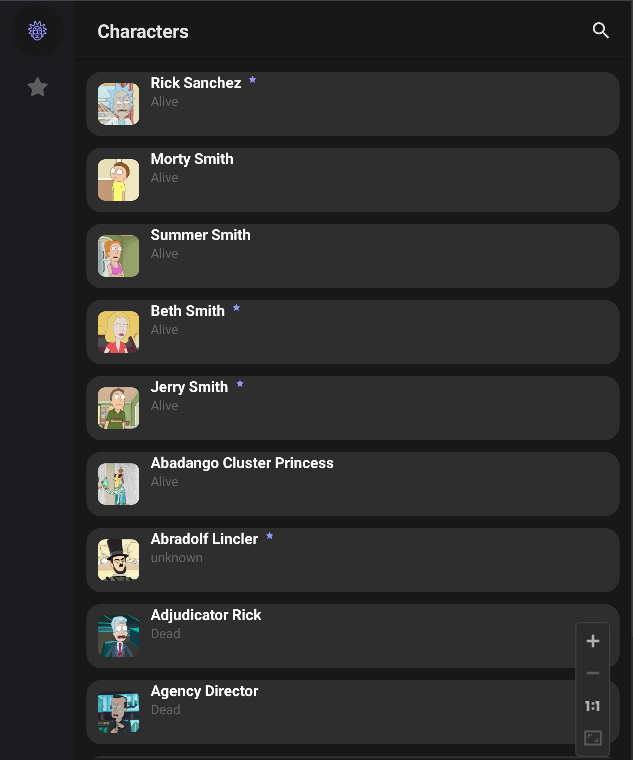 Characters
Rick Sanchez
Alive
Morty Smith
Alive
Summer Smith
Alive
Beth Smith
Alive
Jerry Smith
Alive
Abadango Cluster Princess
Alive
Abradolf Lincler
unknown
Adjudicator Rick
Dead
Agency Director
Dead
1:1